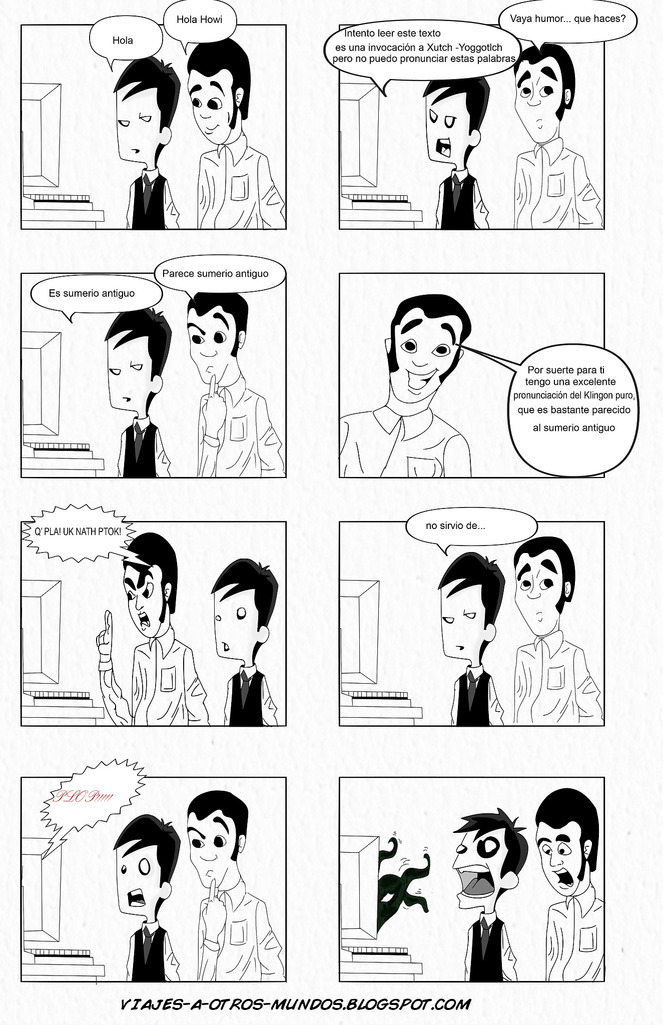 Hola
Hola Howi
Intento leer este texto
es una invocación a Xutch -Yoggotlch
pero no puedo pronunciar estas palabras
Vaya humor... que haces?
Es sumerio antiguo
Parece sumerio antiguo
Por suerte para ti
tengo una excelente
pronunciación del Klingon puro,
que es bastante parecido
al sumerio antiguo
Q' PLA! UK NATH PTOK!
no sirvio de...
PLOP!!!!!
VIAJES-A-OTROS-MUNDOS.BLOGSPOT.COM